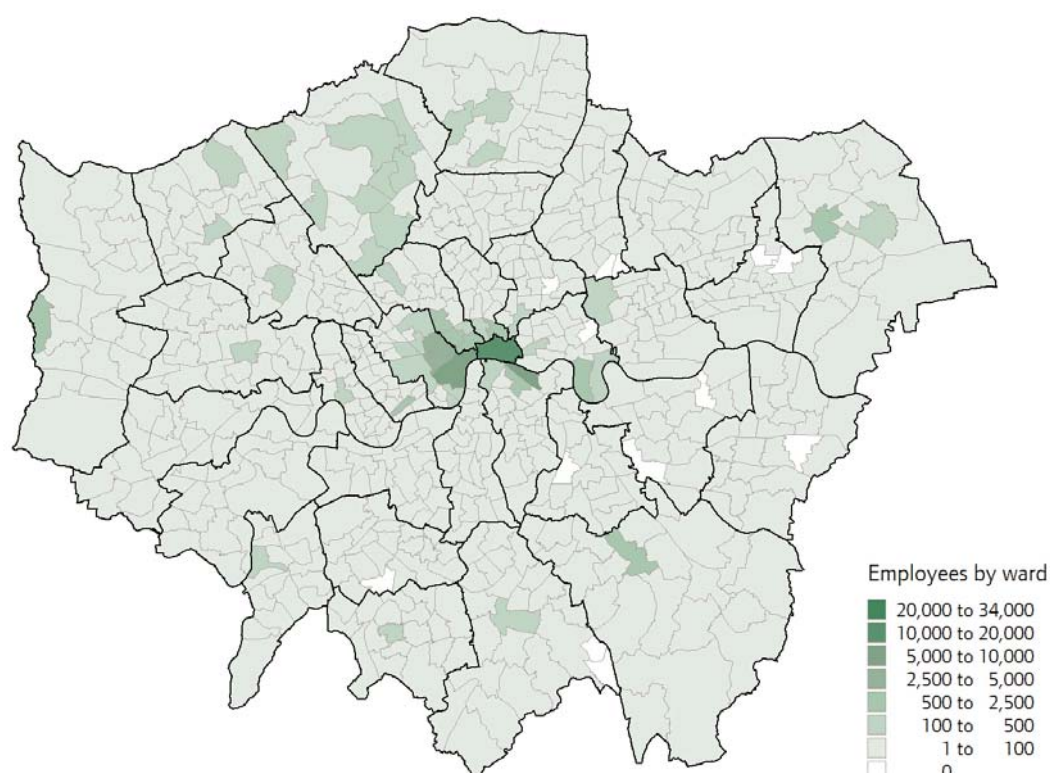 Employees by ward
20,000 to 34,000
10,000 to 20,000
5,000 to 10,000
2,500 to 5,000
500 to 2,500
100 to 500
1 to 100
0